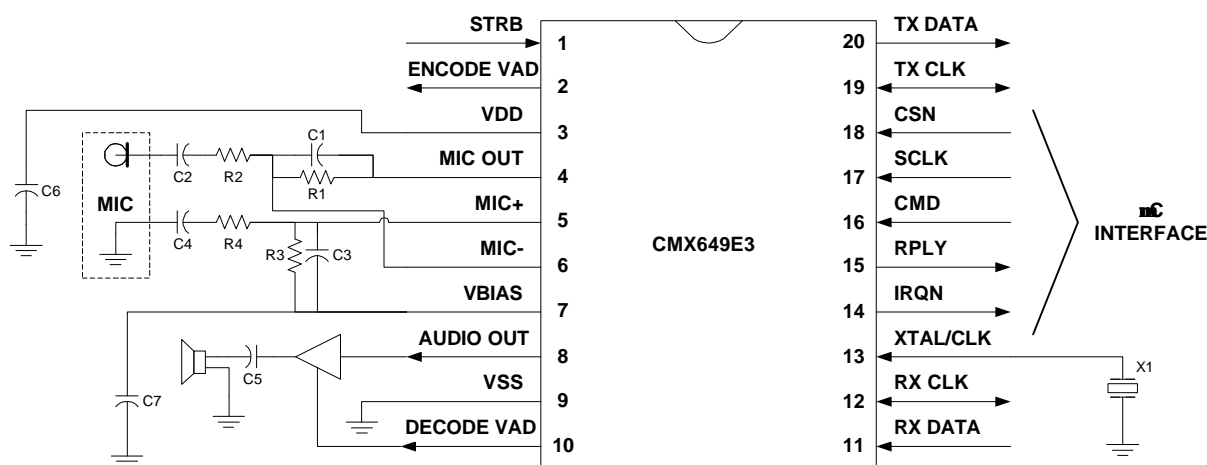 STRB
1
20
TX DATA
ENCODE VAD
2
19
TX CLK
VDD
3
18
CSN
C1
MIC OUT
4
17
SCLK
C2
R2
R1
C6
MIC
MIC+
5
16
CMD
C4
R4
CMX649E3
INTERFACE
R3
C3
MIC-
6
15
RPLY
VBIAS
7
14
IRQN
AUDIO OUT
8
13
XTAL/CLK
C5
X1
C7
VSS
9
12
RX CLK
DECODE VAD
10
11
RX DATA